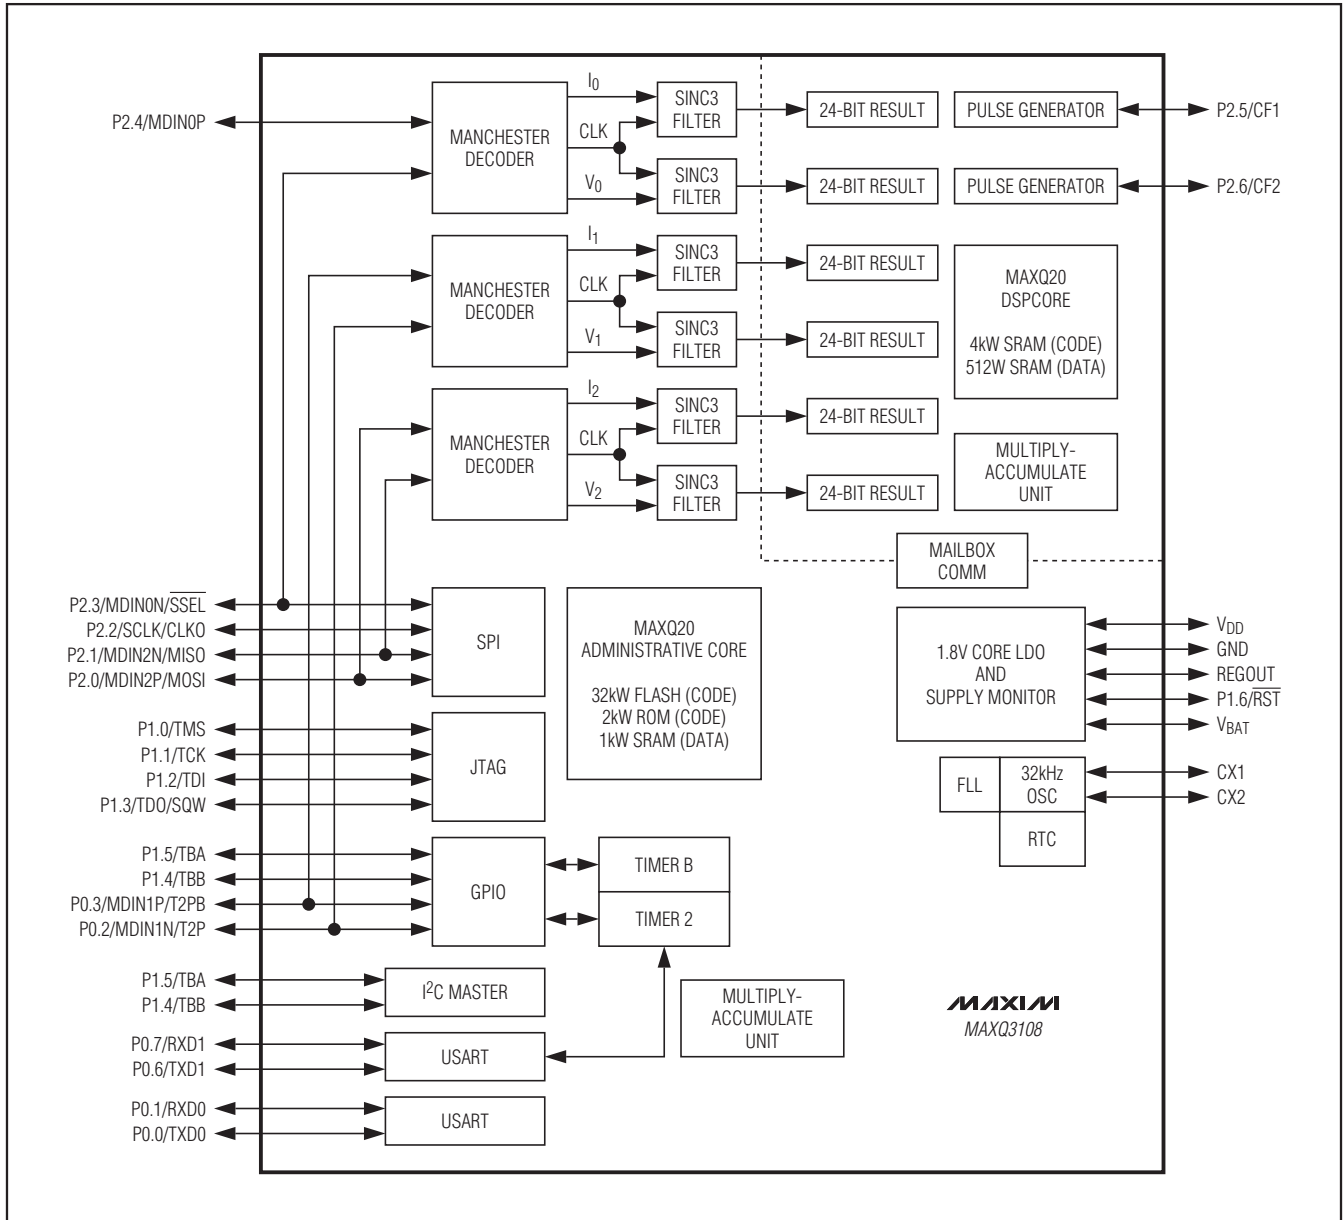 P2.4/MDIN0P
MANCHESTER
DECODER
I0
CLK
V0
SINC3
FILTER
SINC3
FILTER
24-BIT RESULT
24-BIT RESULT
PULSE GENERATOR
PULSE GENERATOR
P2.5/CF1
P2.6/CF2
MANCHESTER
DECODER
I1
CLK
V1
SINC3
FILTER
SINC3
FILTER
24-BIT RESULT
24-BIT RESULT
MAXQ20
DSPCORE
4kW SRAM (CODE)
512W SRAM (DATA)
MANCHESTER
DECODER
I2
CLK
V2
SINC3
FILTER
SINC3
FILTER
24-BIT RESULT
24-BIT RESULT
MULTIPLY-
ACCUMULATE
UNIT
MAILBOX
COMM
P2.3/MDIN0N/SSEL
P2.2/SCLK/CLKO
P2.1/MDIN2N/MISO
P2.0/MDIN2P/MOSI
SPI
MAXQ20
ADMINISTRATIVE CORE
32kW FLASH (CODE)
2kW ROM (CODE)
1kW SRAM (DATA)
1.8V CORE LDO
AND
SUPPLY MONITOR
VDD
GND
REGOUT
P1.6/RST
VBAT
P1.0/TMS
P1.1/TCK
P1.2/TDI
P1.3/TDO/SQW
JTAG
FLL
32kHz
OSC
RTC
CX1
CX2
P1.5/TBA
P1.4/TBB
P0.3/MDIN1P/T2PB
P0.2/MDIN1N/T2P
GPIO
TIMER B
TIMER 2
P1.5/TBA
P1.4/TBB
I2C MASTER
MULTIPLY-
ACCUMULATE
UNIT
MAXIM
MAXQ3108
P0.7/RXD1
P0.6/TXD1
USART
P0.1/RXD0
P0.0/TXD0
USART